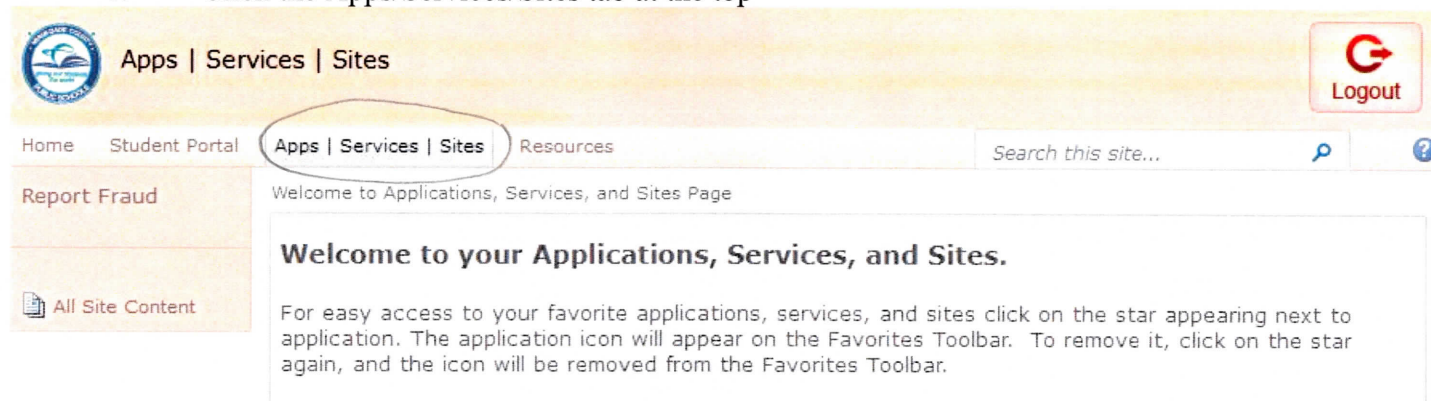 Apps | Services | Sites
Logout
Home Student Portal Apps | Services | Sites Resources Search this site...
Report Fraud
Welcome to Applications, Services, and Sites Page
Welcome to your Applications, Services, and Sites.
All Site Content
For easy access to your favorite applications, services, and sites click on the star appearing next to
application. The application icon will appear on the Favorites Toolbar. To remove it, click on the star
again, and the icon will be removed from the Favorites Toolbar.